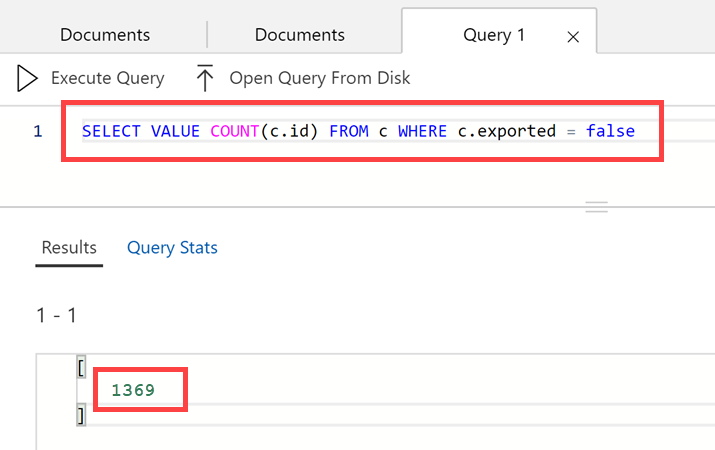 Documents Documents Query 1
Execute Query Open Query From Disk
1 SELECT VALUE COUNT(c.id) FROM c WHERE c.exported = false
Results Query Stats
1 - 1
[
1369
]